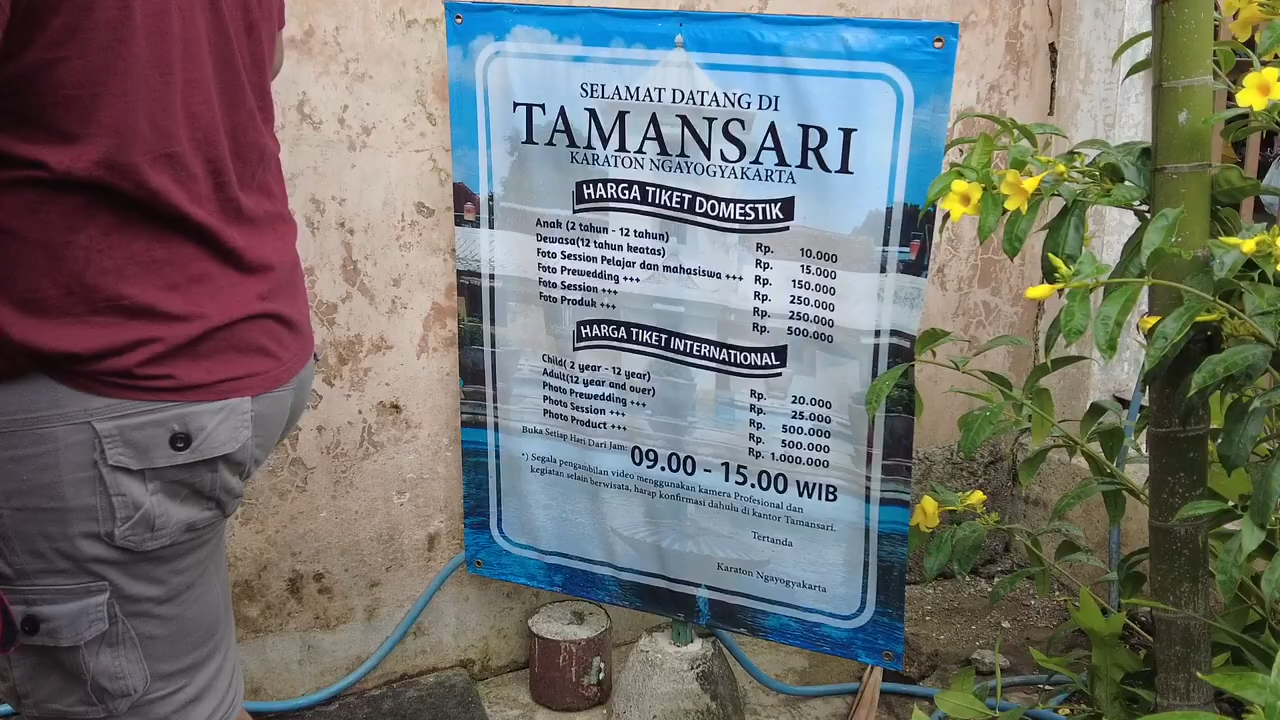 SELAMAT DATANG DI
TAMANSARI
KARATON NGAYOGYAKARTA
HARGA TIKET DOMESTIK
Anak (2 tahun - 12 tahun) Rp. 10.000
Dewasa(12 tahun keatas) Rp. 15.000
Foto Session Pelajar dan mahasiswa +++ Rp. 150.000
Foto Prewedding +++ Rp. 250.000
Foto Session +++ Rp. 250.000
Foto Produk +++ Rp. 500.000
HARGA TIKET INTERNATIONAL
Child( 2 year - 12 year) Rp. 20.000
Adult(12 year and over) Rp. 25.000
Photo Prewedding +++ Rp. 500.000
Photo Session +++ Rp. 500.000
Photo Product +++ Rp. 1.000.000
Buka Setiap Hari Dari Jam: 09.00 - 15.00 WIB
*) Segala pengambilan video menggunakan kamera Profesional dan
kegiatan selain berwisata, harap konfirmasi dahulu di kantor Tamansari.
Tertanda
Karaton Ngayogyakarta